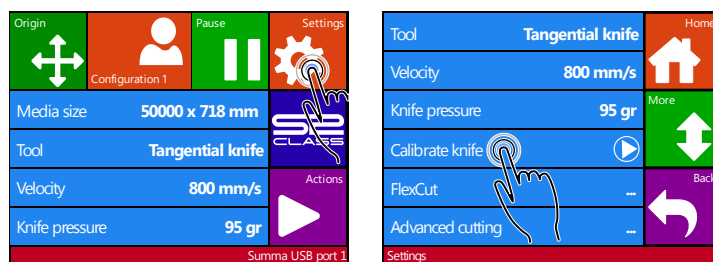 Origin
Configuration 1
Pause
Settings
Media size 50000 x 718 mm
Tool Tangential knife
S2
CLASS
Velocity 800 mm/s
Actions
Knife pressure 95 gr
Summa USB port 1
Tool Tangential knife
Home
Velocity 800 mm/s
Knife pressure 95 gr
More
Calibrate knife
FlexCut ...
Back
Advanced cutting ...
Settings